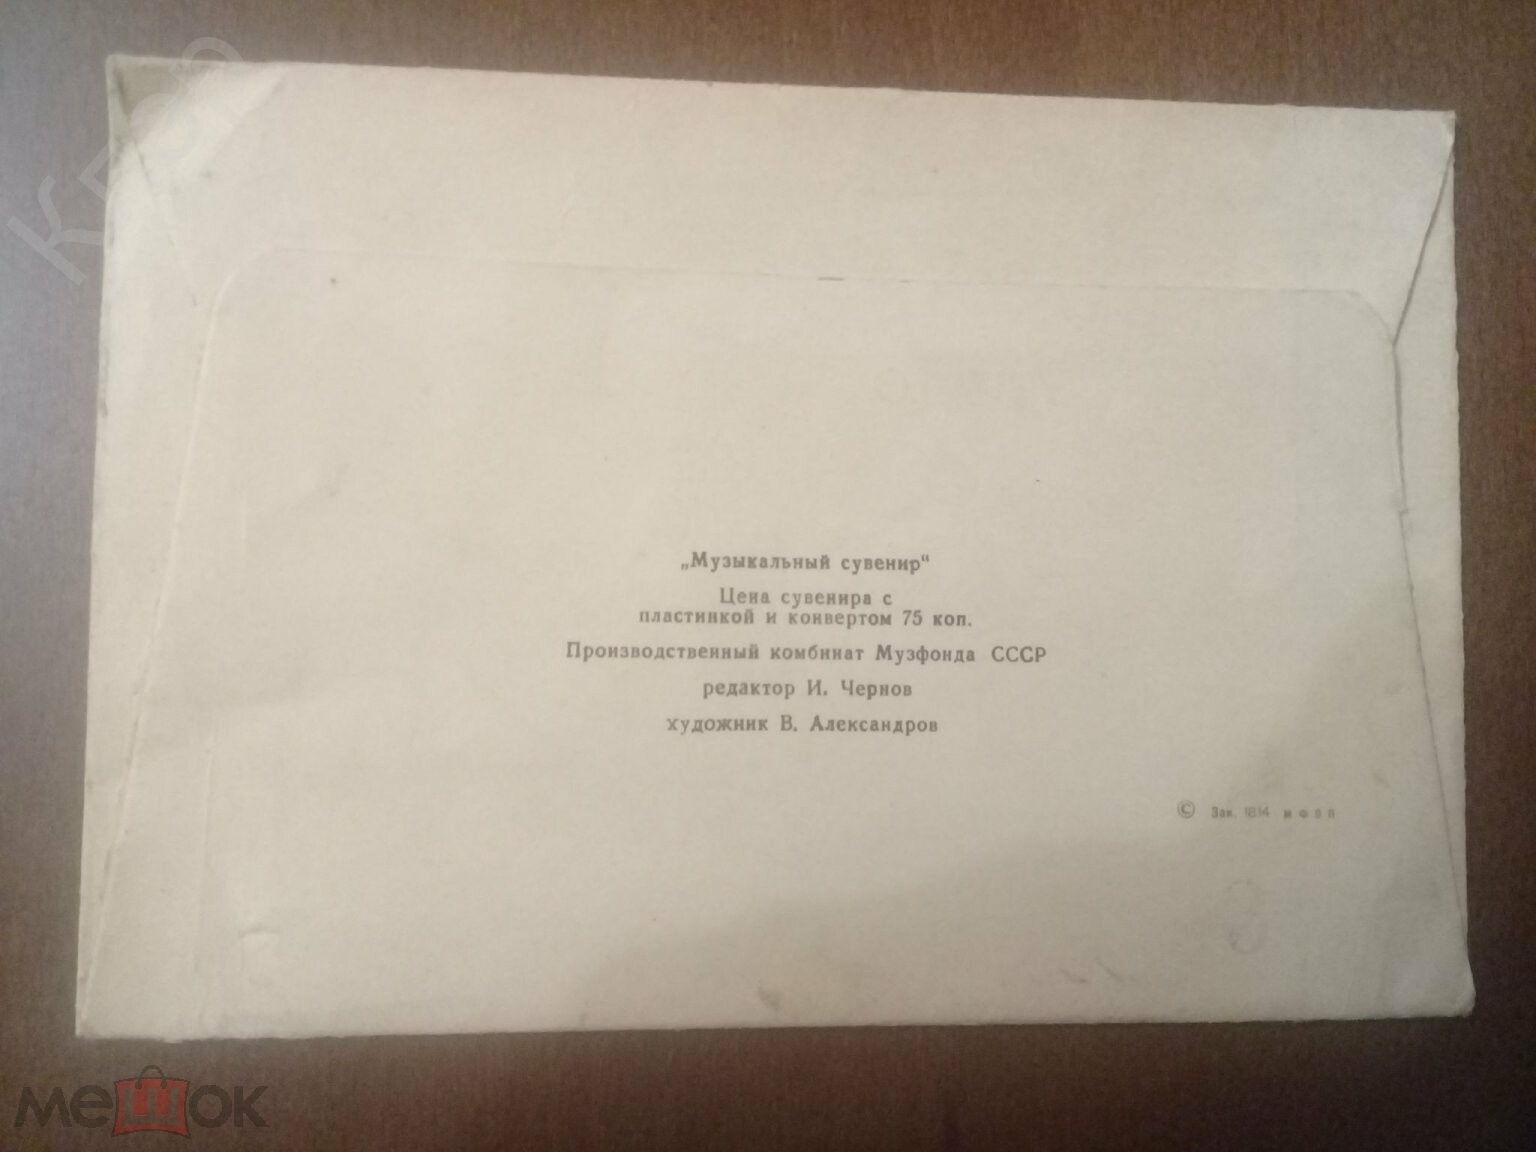 „Музыкальный сувенир“
Цена сувенира с
пластинкой и конвертом 75 коп.
Производственный комбинат Музфонда СССР
редактор И. Чернов
художник В. Александров
© Зак. 1814
мешок